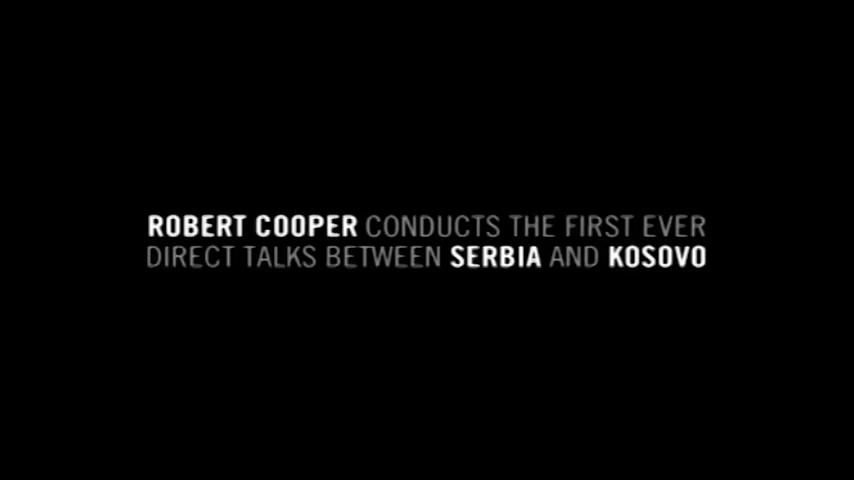 ROBERT COOPER CONDUCTS THE FIRST EVER
DIRECT TALKS BETWEEN SERBIA AND KOSOVO